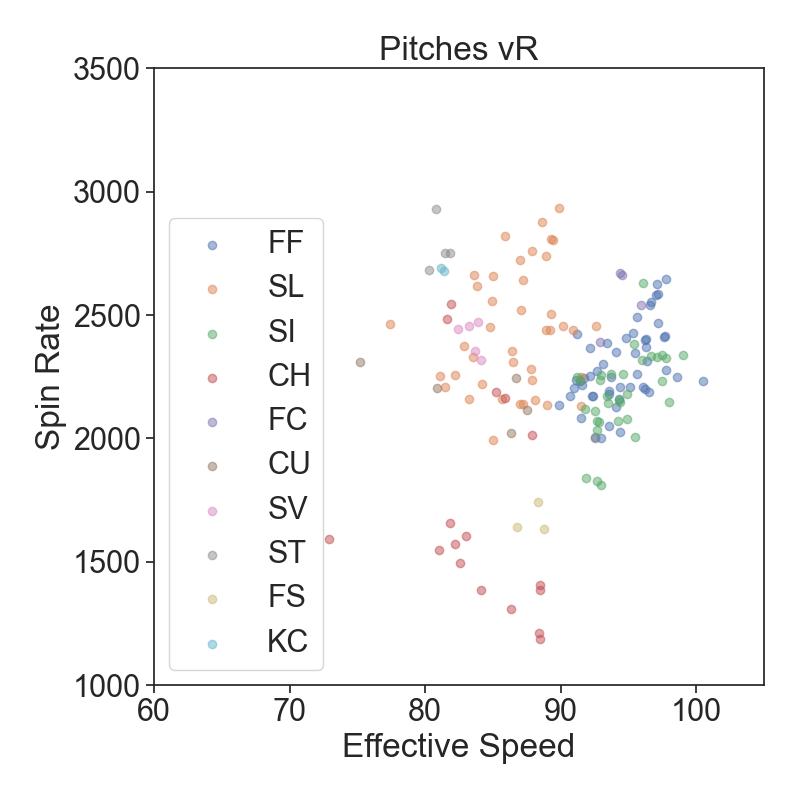 Pitches vR
3500
3000
2500
2000
1500
1000
Spin Rate
FF
SL
SI
CH
FC
CU
SV
ST
FS
KC
60 70 80 90 100
Effective Speed